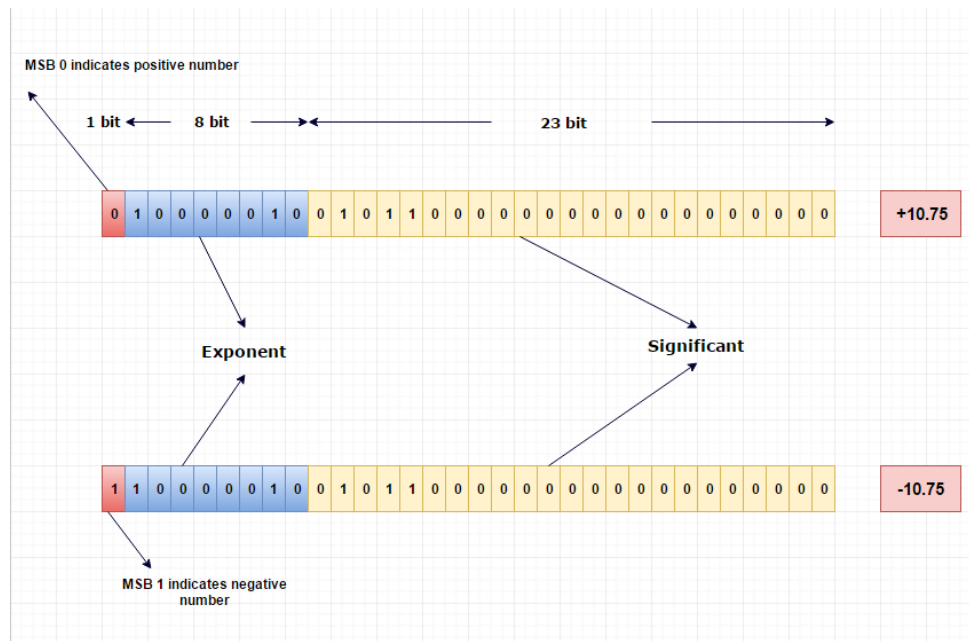 MSB 0 indicates positive number
1 bit 8 bit 23 bit
0 1 0 0 0 0 0 1 0 0 1 0 1 1 0 0 0 0 0 0 0 0 0 0 0 0 0 0 0 0 0 0 +10.75
Exponent Significant
1 1 0 0 0 0 0 1 0 0 1 0 1 1 0 0 0 0 0 0 0 0 0 0 0 0 0 0 0 0 0 0 -10.75
MSB 1 indicates negative
number